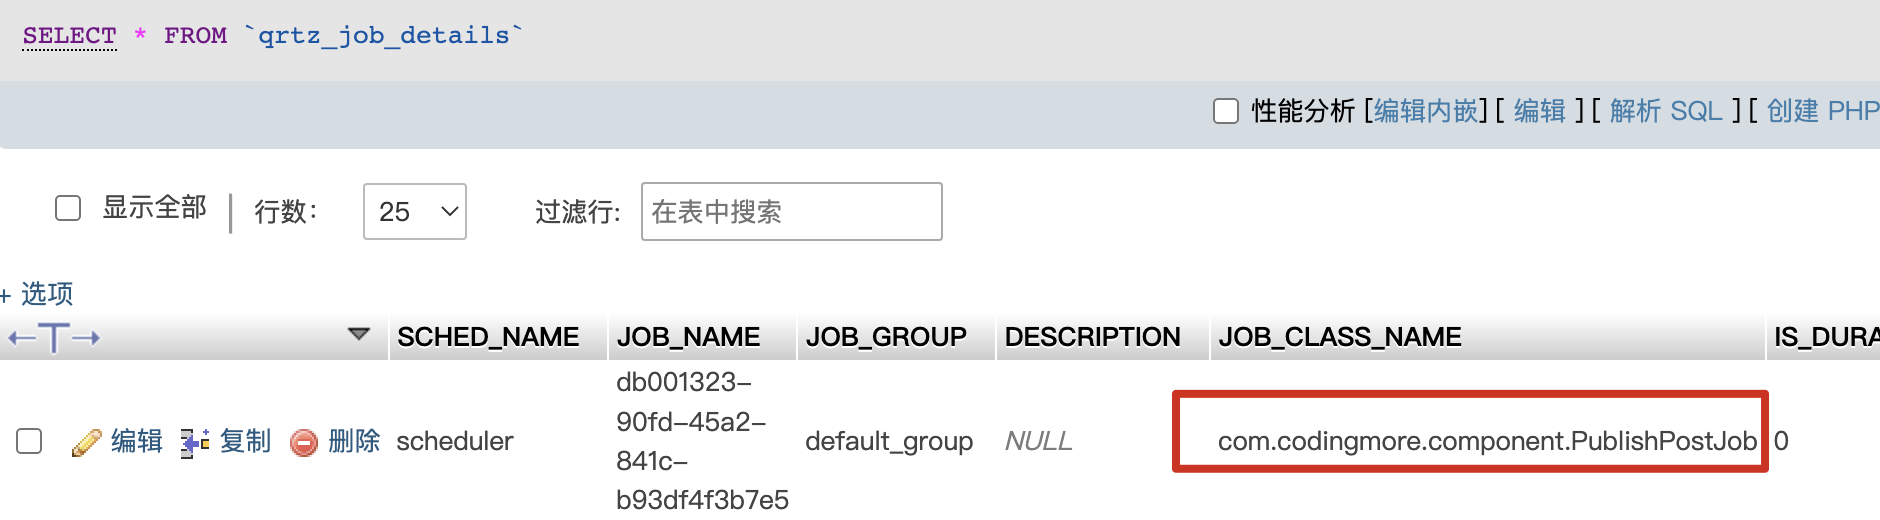 SELECT * FROM `qrtz_job_details`
性能分析 [编辑内嵌] [ 编辑 ] [ 解析 SQL ] [ 创建 PHP
显示全部 | 行数： 25 过滤行: 在表中搜索
+ 选项
←T→ SCHED_NAME JOB_NAME JOB_GROUP DESCRIPTION JOB_CLASS_NAME IS_DURA
db001323-
90fd-45a2-
编辑 复制 删除 scheduler default_group NULL com.codingmore.component.PublishPostJob 0
841c-
b93df4f3b7e5